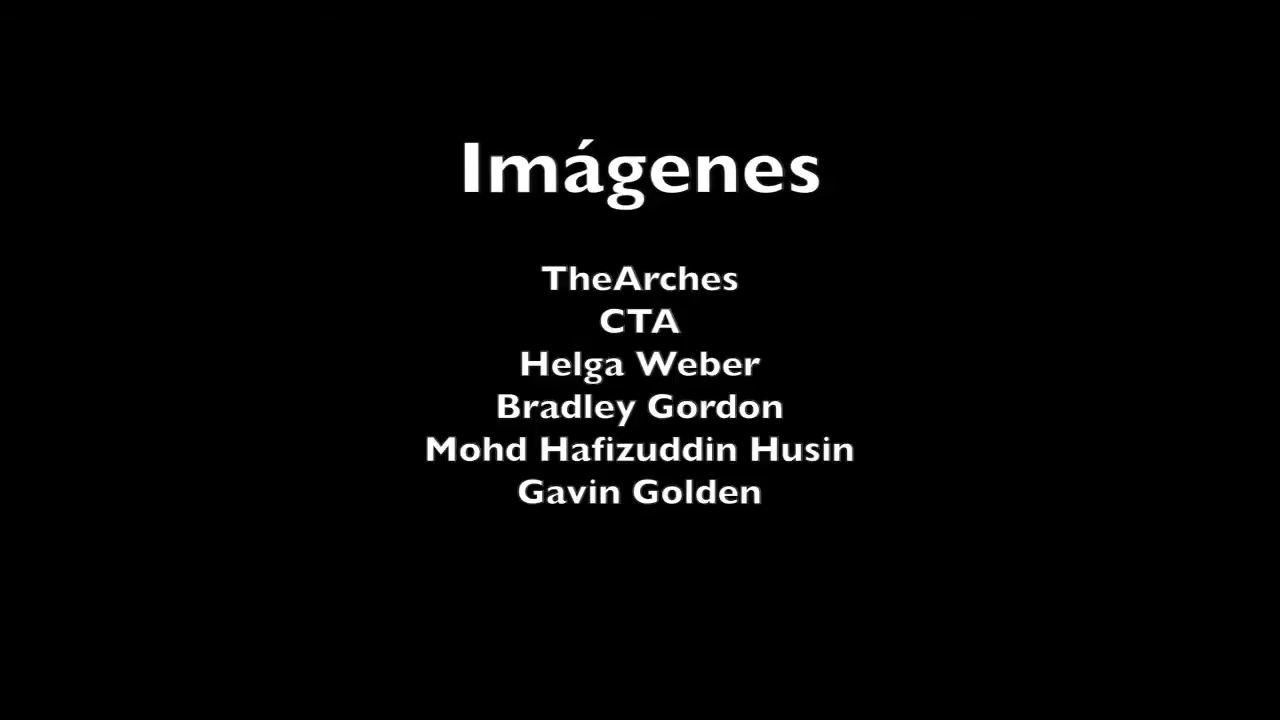 Imágenes
TheArches
CTA
Helga Weber
Bradley Gordon
Mohd Hafizuddin Husin
Gavin Golden